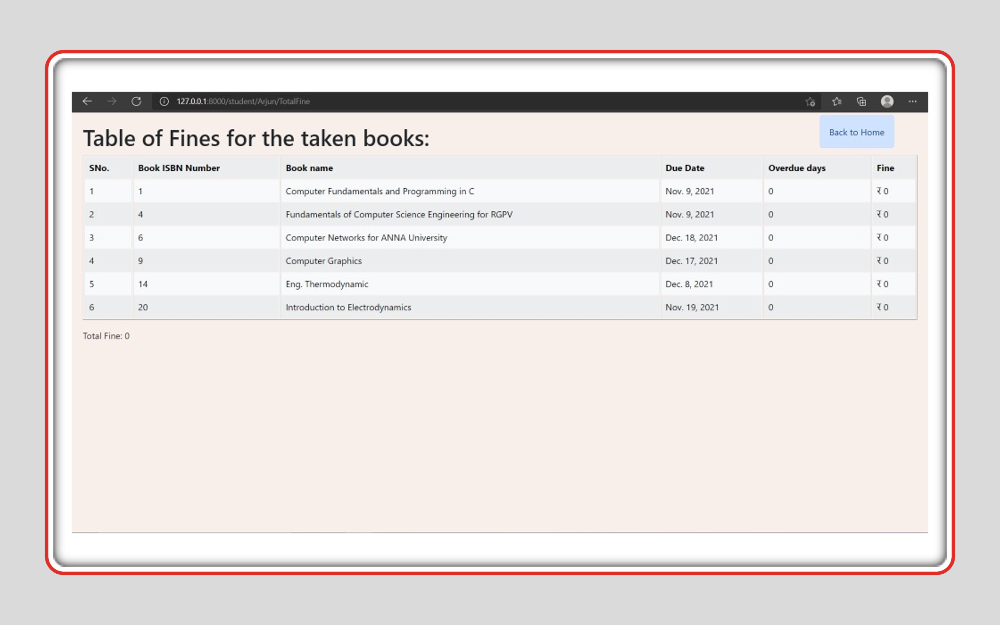 127.0.0.1:8000/student/Arjun/TotalFine
Back to Home
Table of Fines for the taken books:
SNo. Book ISBN Number Book name Due Date Overdue days Fine
1 1 Computer Fundamentals and Programming in C Nov. 9, 2021 0 ₹ 0
2 4 Fundamentals of Computer Science Engineering for RGPV Nov. 9, 2021 0 ₹ 0
3 6 Computer Networks for ANNA University Dec. 18, 2021 0 ₹ 0
4 9 Computer Graphics Dec. 17, 2021 0 ₹ 0
5 14 Eng. Thermodynamic Dec. 8, 2021 0 ₹ 0
6 20 Introduction to Electrodynamics Nov. 19, 2021 0 ₹ 0
Total Fine: 0